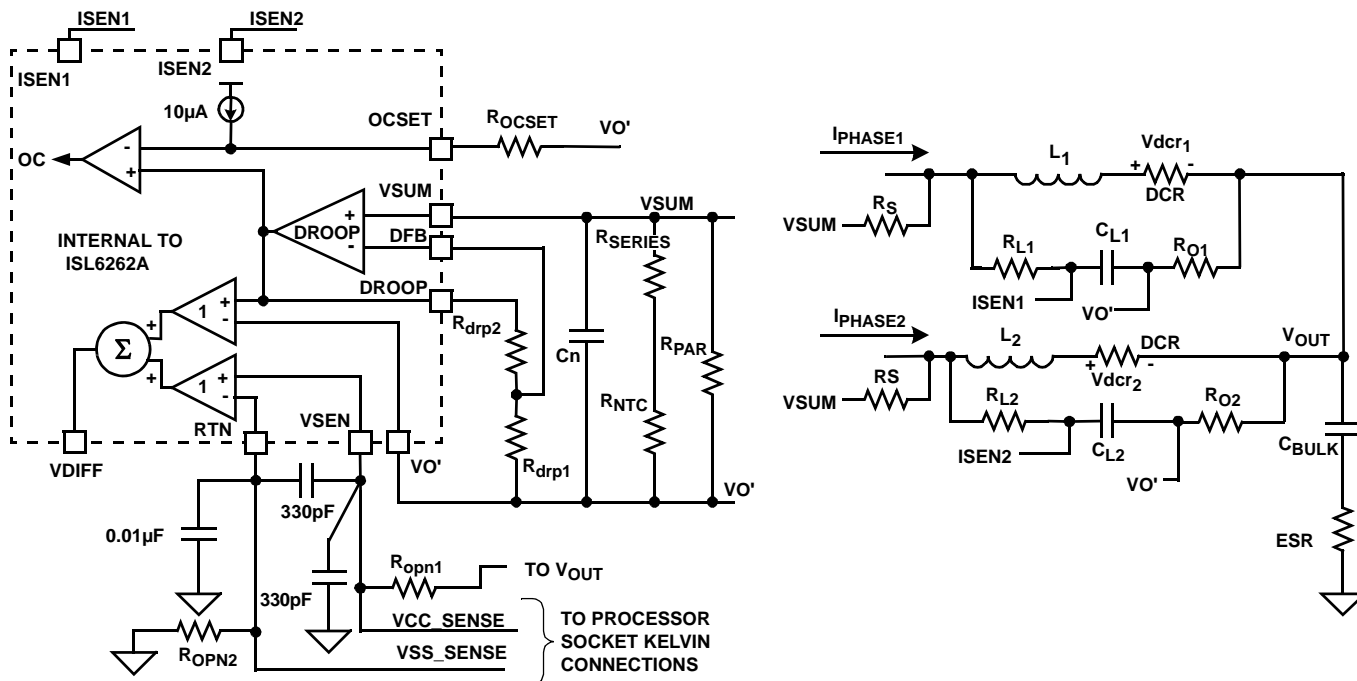 ISEN1
ISEN2
ISEN1
ISEN2
10µA
OCSET
ROCSET
VO'
OC
-
+
VSUM
VSUM
+
-
DROOP
DFB
RSERIES
INTERNAL TO
ISL6262A
DROOP
Rdrp2
Cn
RPAR
1
+
-
+
Σ
+
1
+
-
RNTC
Rdrp1
RTN
VSEN
VDIFF
VO'
VO'
330pF
0.01µF
Ropn1
TO VOUT
330pF
VCC_SENSE
TO PROCESSOR
SOCKET KELVIN
CONNECTIONS
ROPN2
VSS_SENSE
IPHASE1
L1
Vdcr1
+
-
DCR
RS
VSUM
RL1
CL1
RO1
ISEN1
VO'
IPHASE2
L2
DCR
VOUT
+
-
Vdcr2
RS
VSUM
RL2
CL2
RO2
ISEN2
VO'
CBULK
ESR